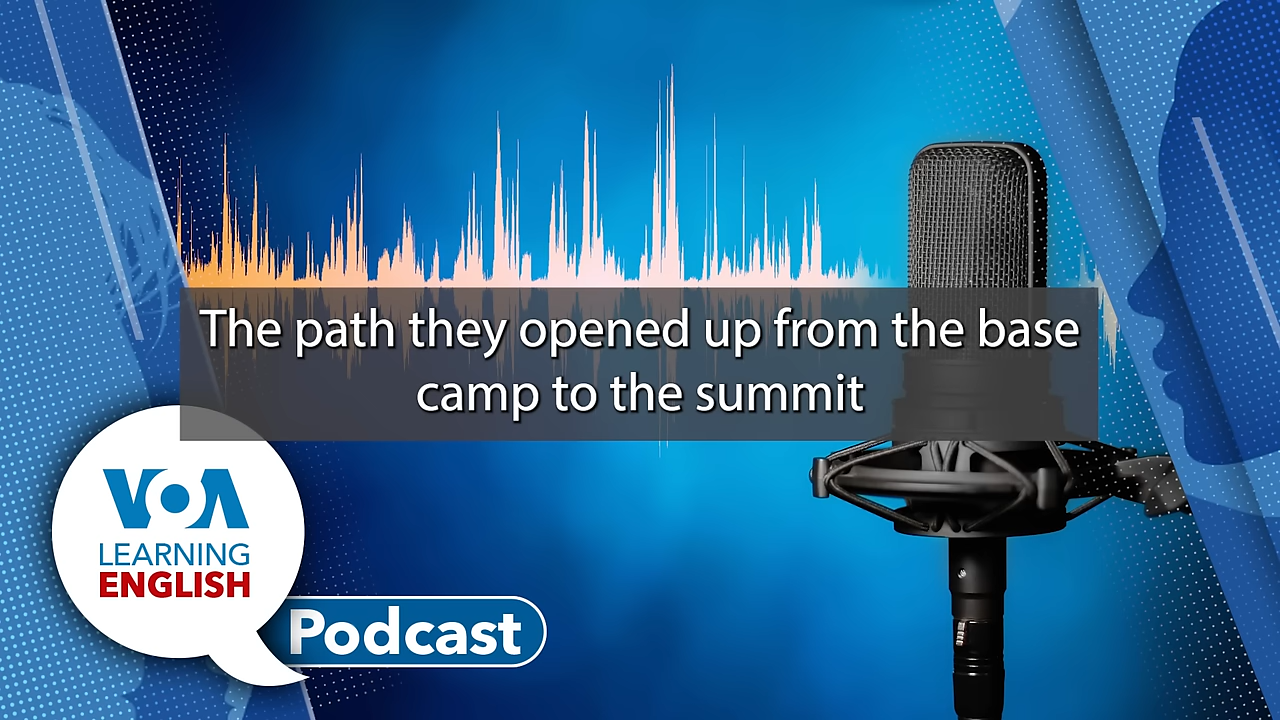 The path they opened up from the base
camp to the summit
VOA
LEARNING
ENGLISH
Podcast